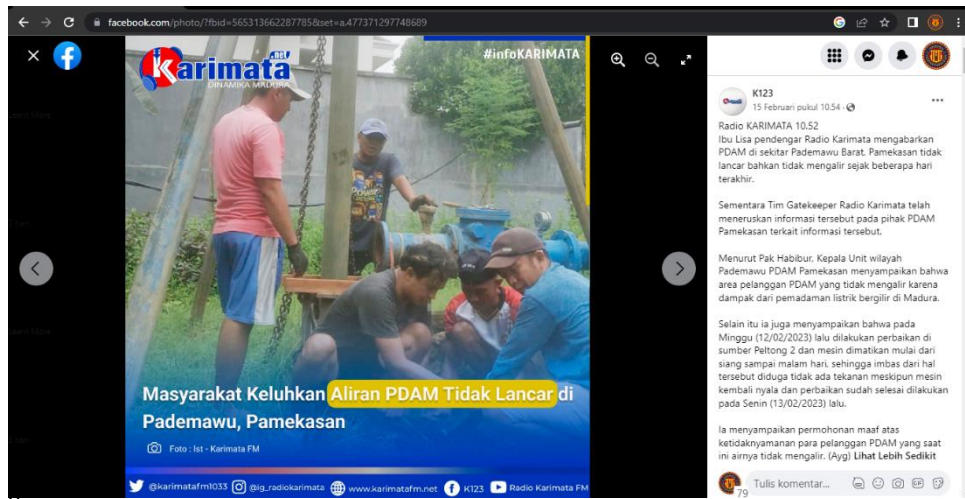 facebook.com/photo/?fbid=565313662287785&set=a.477371297748689
Karimata.net
DINAMIKA MADURA
#infoKARIMATA
Masyarakat Keluhkan Aliran PDAM Tidak Lancar di
Pademawu, Pamekasan
Foto : Ist - Karimata FM
@karimatafm1033 @ig_radiokarimata www.karimatafm.net K123 Radio Karimata FM
K123
15 Februari pukul 10.54 ·
Radio KARIMATA 10.52
Ibu Lisa pendengar Radio Karimata mengabarkan
PDAM di sekitar Pademawu Barat. Pamekasan tidak
lancar bahkan tidak mengalir sejak beberapa hari
terakhir.
Sementara Tim Gatekeeper Radio Karimata telah
meneruskan informasi tersebut pada pihak PDAM
Pamekasan terkait informasi tersebut.
Menurut Pak Habibur. Kepala Unit wilayah
Pademawu PDAM Pamekasan menyampaikan bahwa
area pelanggan PDAM yang tidak mengalir karena
dampak dari pemadaman listrik bergilir di Madura.
Selain itu ia juga menyampaikan bahwa pada
Minggu (12/02/2023) lalu dilakukan perbaikan di
sumber Peltong 2 dan mesin dimatikan mulai dari
siang sampai malam hari, sehingga imbas dari hal
tersebut diduga tidak ada tekanan meskipun mesin
kembali nyala dan perbaikan sudah selesai dilakukan
pada Senin (13/02/2023) lalu.
Ia menyampaikan permohonan maaf atas
ketidaknyamanan para pelanggan PDAM yang saat
ini airnya tidak mengalir. (Ayg) Lihat Lebih Sedikit
Tulis komentar...
GIF
79